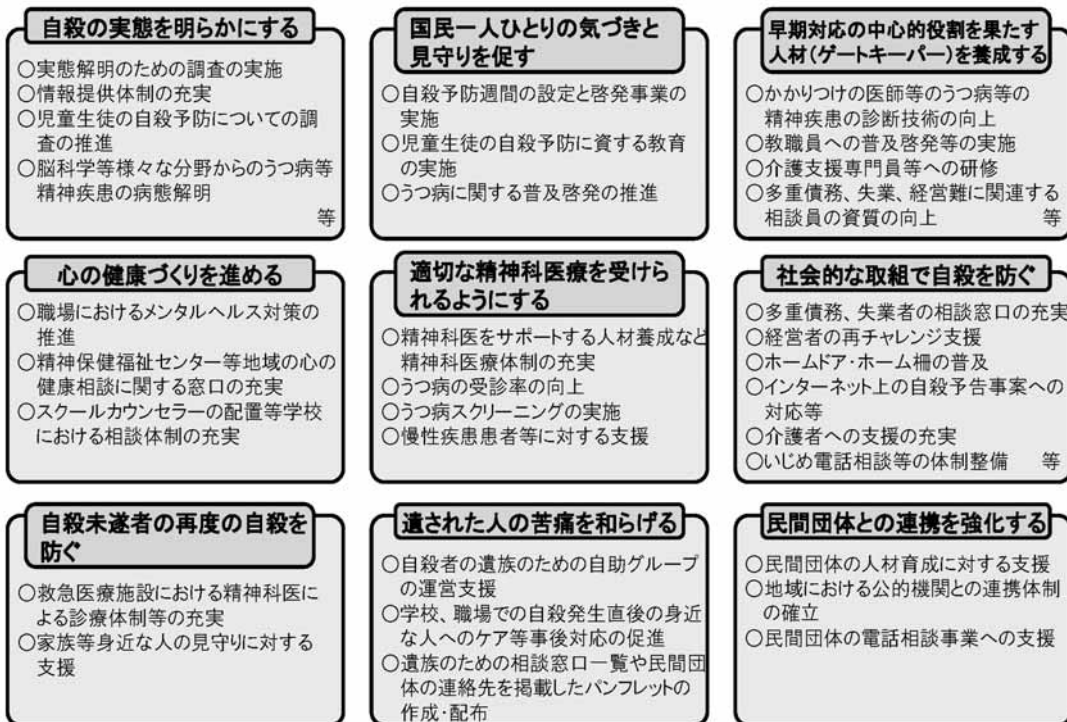 自殺の実態を明らかにする
○実態解明のための調査の実施
○情報提供体制の充実
○児童生徒の自殺予防についての調
査の推進
○脳科学等様々な分野からのうつ病等
精神疾患の病態解明
等
国民一人ひとりの気づきと
見守りを促す
○自殺予防週間の設定と啓発事業の
実施
○児童生徒の自殺予防に資する教育
の実施
○うつ病に関する普及啓発の推進
早期対応の中心的役割を果たす
人材(ゲートキーパー)を養成する
○かかりつけの医師等のうつ病等の
精神疾患の診断技術の向上
○教職員への普及啓発等の実施
○介護支援専門員等への研修
○多重債務、失業、経営難に関連する
相談員の資質の向上 等
心の健康づくりを進める
○職場におけるメンタルヘルス対策の
推進
○精神保健福祉センター等地域の心の
健康相談に関する窓口の充実
○スクールカウンセラーの配置等学校
における相談体制の充実
適切な精神科医療を受けら
れるようにする
○精神科医をサポートする人材養成など
精神科医療体制の充実
○うつ病の受診率の向上
○うつ病スクリーニングの実施
○慢性疾患患者等に対する支援
社会的な取組で自殺を防ぐ
○多重債務、失業者の相談窓口の充実
○経営者の再チャレンジ支援
○ホームドア・ホーム柵の普及
○インターネット上の自殺予告事案への
対応等
○介護者への支援の充実
○いじめ電話相談等の体制整備 等
自殺未遂者の再度の自殺を
防ぐ
○救急医療施設における精神科医に
よる診療体制等の充実
○家族等身近な人の見守りに対する
支援
遺された人の苦痛を和らげる
○自殺者の遺族のための自助グループ
の運営支援
○学校、職場での自殺発生直後の身近
な人へのケア等事後対応の促進
○遺族のための相談窓口一覧や民間団
体の連絡先を掲載したパンフレットの
作成・配布
民間団体との連携を強化する
○民間団体の人材育成に対する支援
○地域における公的機関との連携体制
の確立
○民間団体の電話相談事業への支援